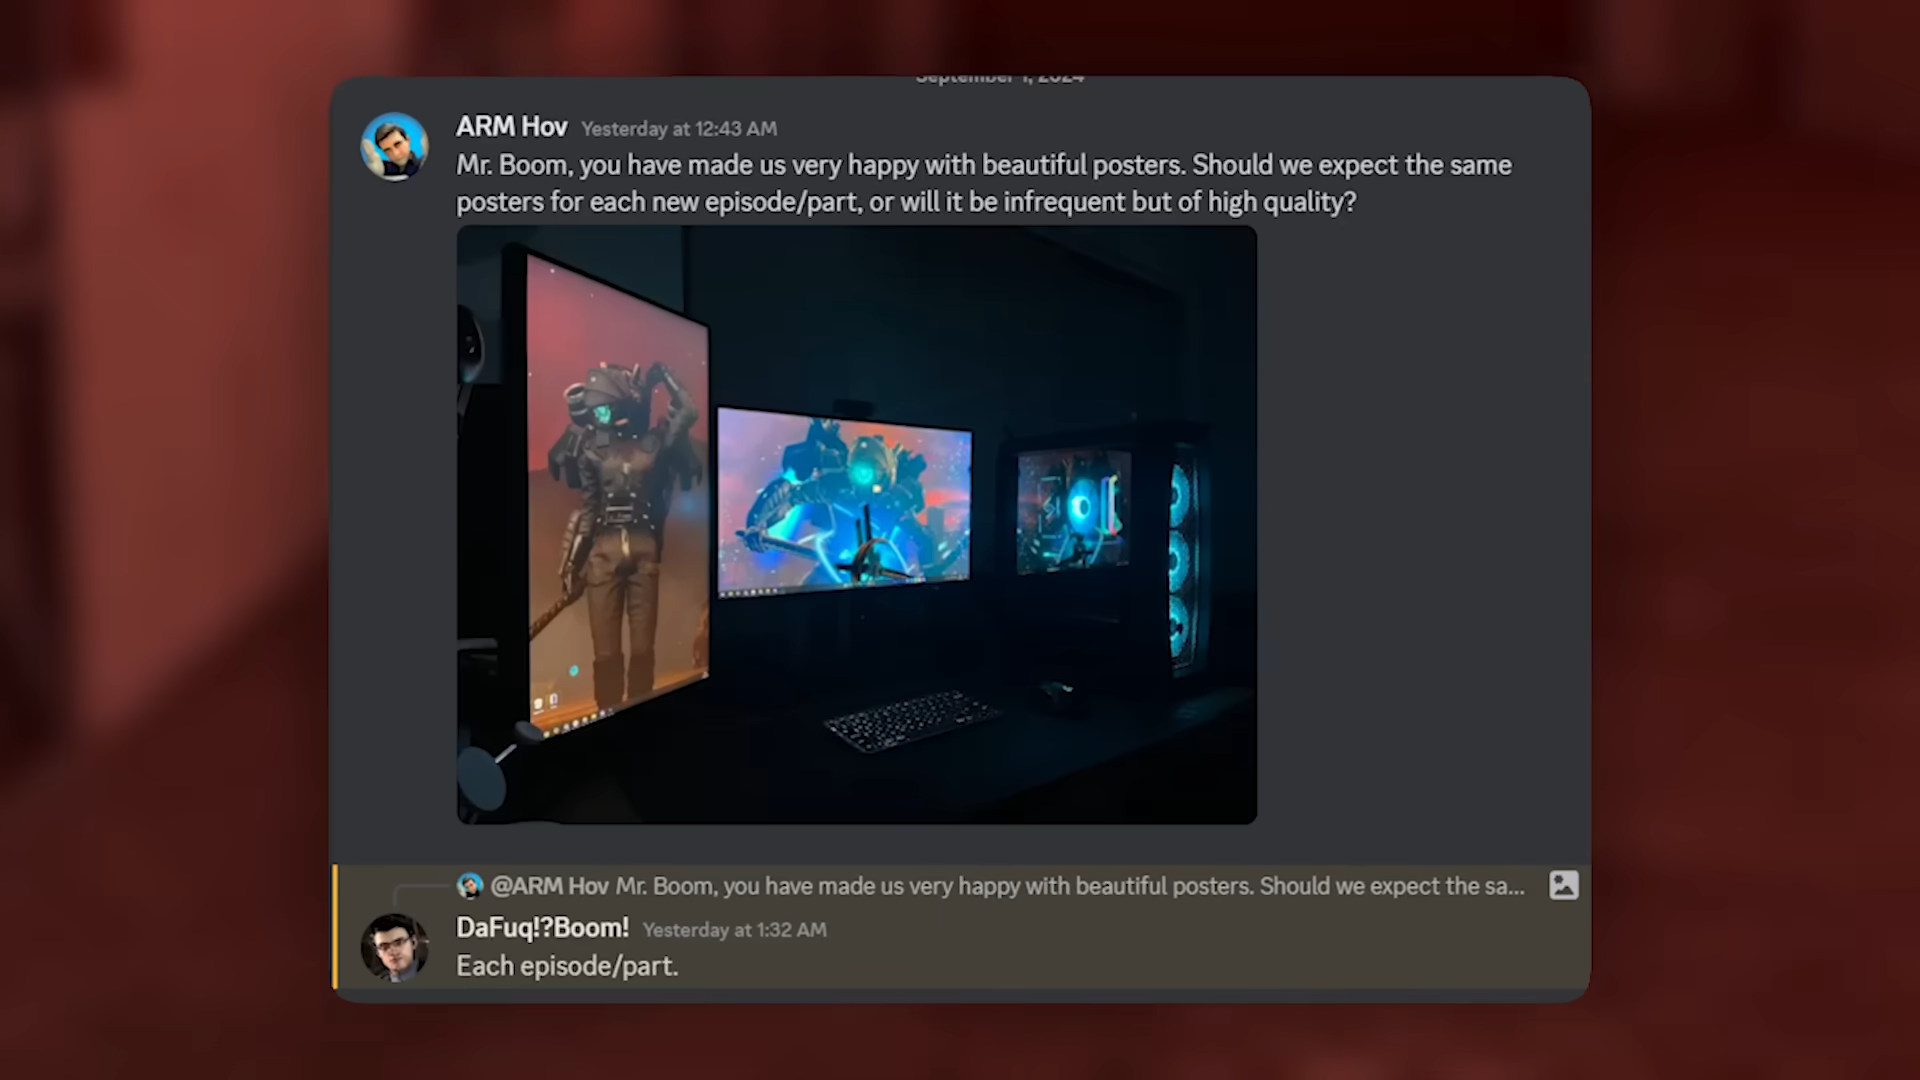 September 1, 2024
ARM Hov Yesterday at 12:43 AM
Mr. Boom, you have made us very happy with beautiful posters. Should we expect the same
posters for each new episode/part, or will it be infrequent but of high quality?
@ARM Hov Mr. Boom, you have made us very happy with beautiful posters. Should we expect the sa...
DaFuq!?Boom! Yesterday at 1:32 AM
Each episode/part.